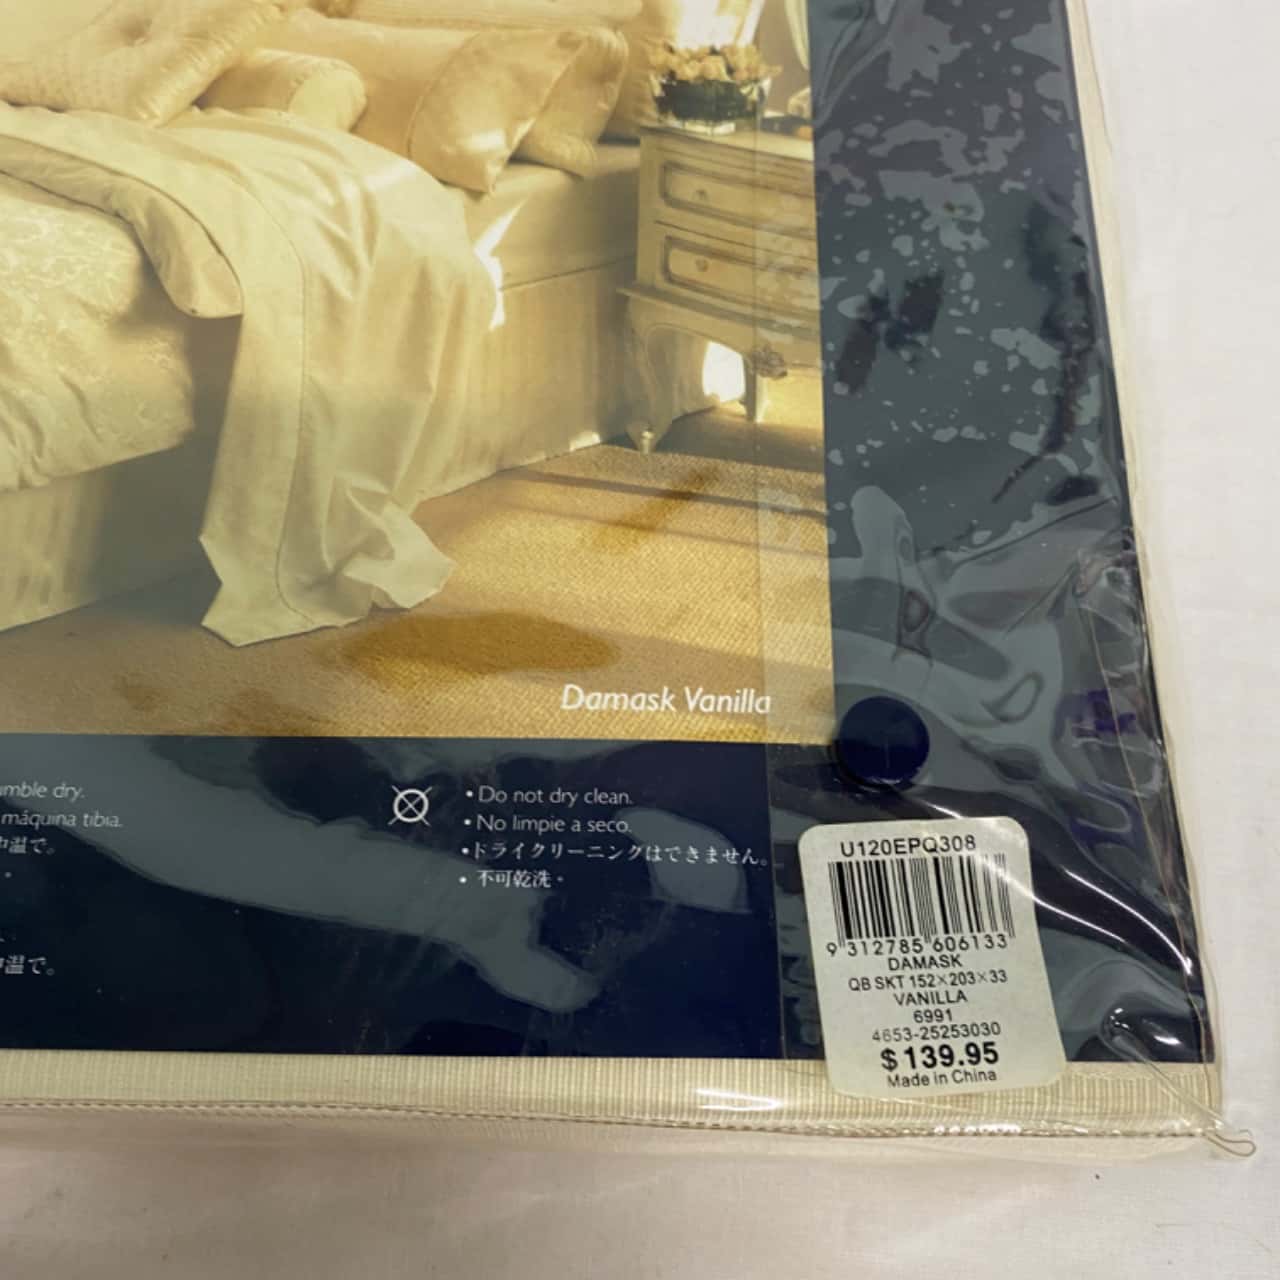 Damask Vanilla
umble dry.
máquina tibia.
中温で。
。
中温で。
• Do not dry clean.
• No limpie a seco.
•ドライクリーニングはできません。
• 不可乾洗。
U120EPQ308
9 312785 606133
DAMASK
QB SKT 152×203×33
VANILLA
6991
4653-25253030
$139.95
Made in China